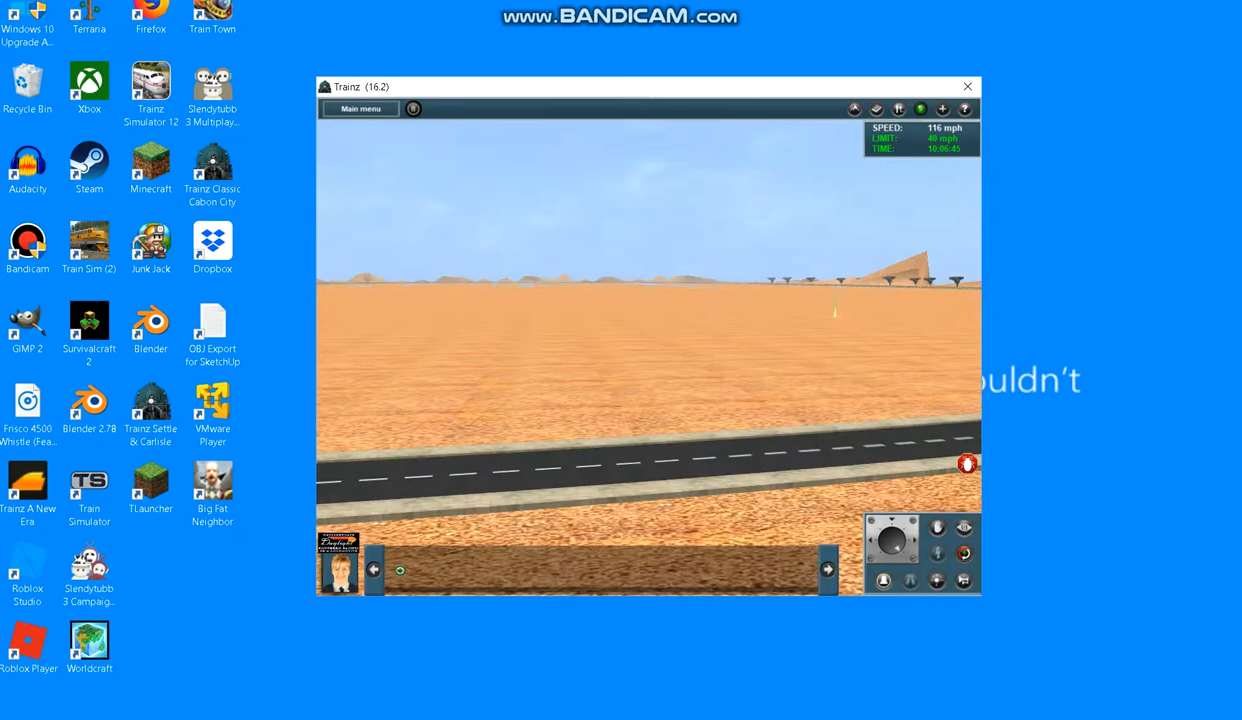 www.BANDICAM.com
Windows 10
Upgrade A...
Terraria
Firefox
Train Town
Recycle Bin
Xbox
Trainz
Simulator 12
Slendytubb
3 Multiplay...
Audacity
Steam
Minecraft
Trainz Classic
Cabon City
Bandicam
Train Sim (2)
Junk Jack
Dropbox
GIMP 2
Survivalcraft
2
Blender
OBJ Export
for SketchUp
Frisco 4500
Whistle (Fea...
Blender 2.78
Trainz Settle
& Carlisle
VMware
Player
Trainz A New
Era
TS
Train
Simulator
TLauncher
Big Fat
Neighbor
Roblox
Studio
Slendytubb
3 Campaig...
Roblox Player
Worldcraft
Trainz (16.2)
Main menu
SPEED: 116 mph
LIMIT: 40 mph
TIME: 10:06:45
ouldn't
Daylight